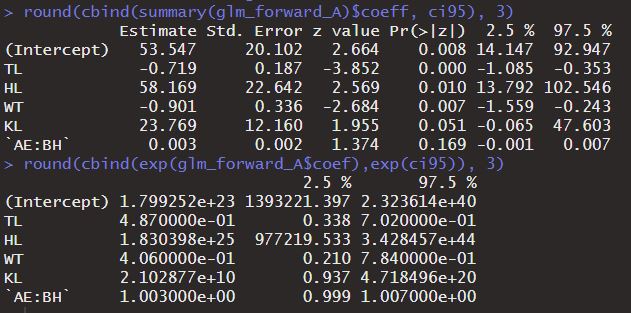 > round(cbind(summary(glm_forward_A)$coeff, ci95), 3)
Estimate Std. Error z value Pr(>|z|) 2.5 % 97.5 %
(Intercept) 53.547 20.102 2.664 0.008 14.147 92.947
TL -0.719 0.187 -3.852 0.000 -1.085 -0.353
HL 58.169 22.642 2.569 0.010 13.792 102.546
WT -0.901 0.336 -2.684 0.007 -1.559 -0.243
KL 23.769 12.160 1.955 0.051 -0.065 47.603
`AE:BH` 0.003 0.002 1.374 0.169 -0.001 0.007
> round(cbind(exp(glm_forward_A$coef),exp(ci95)), 3)
2.5 % 97.5 %
(Intercept) 1.799252e+23 1393221.397 2.323614e+40
TL 4.870000e-01 0.338 7.020000e-01
HL 1.830398e+25 977219.533 3.428457e+44
WT 4.060000e-01 0.210 7.840000e-01
KL 2.102877e+10 0.937 4.718496e+20
`AE:BH` 1.003000e+00 0.999 1.007000e+00